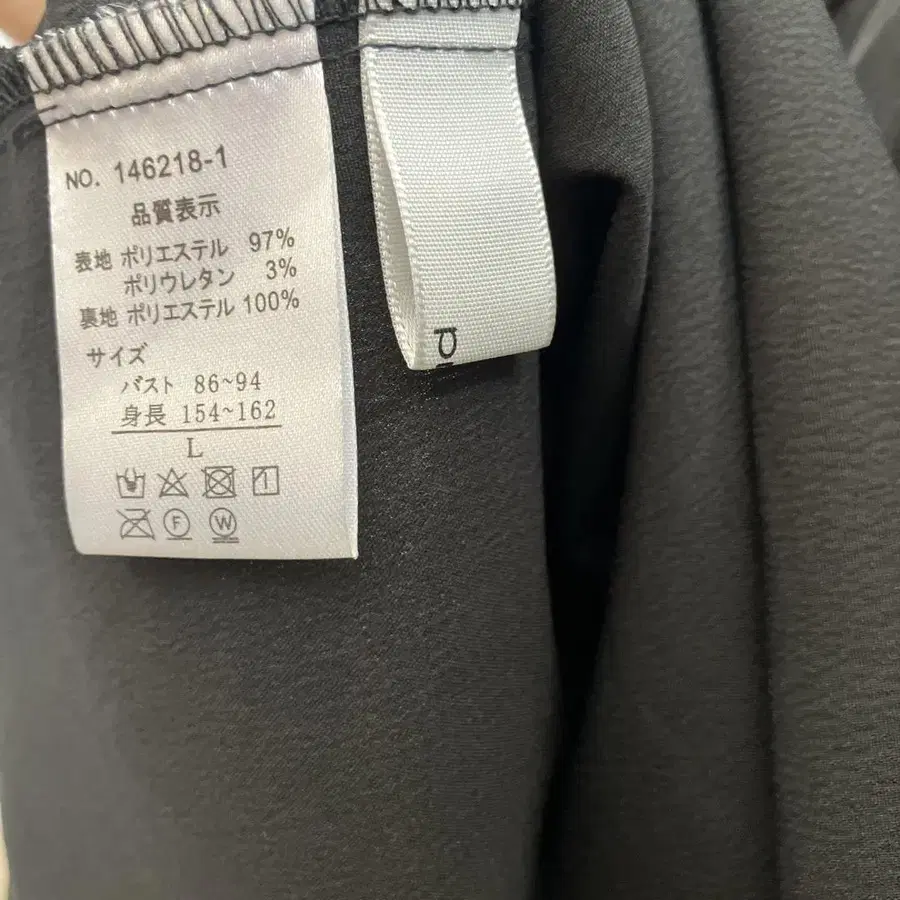 NO. 146218-1
品質表示
表地 ポリエステル 97%
ポリウレタン 3%
裏地 ポリエステル 100%
サイズ
バスト 86~94
身長 154~162
L
F W